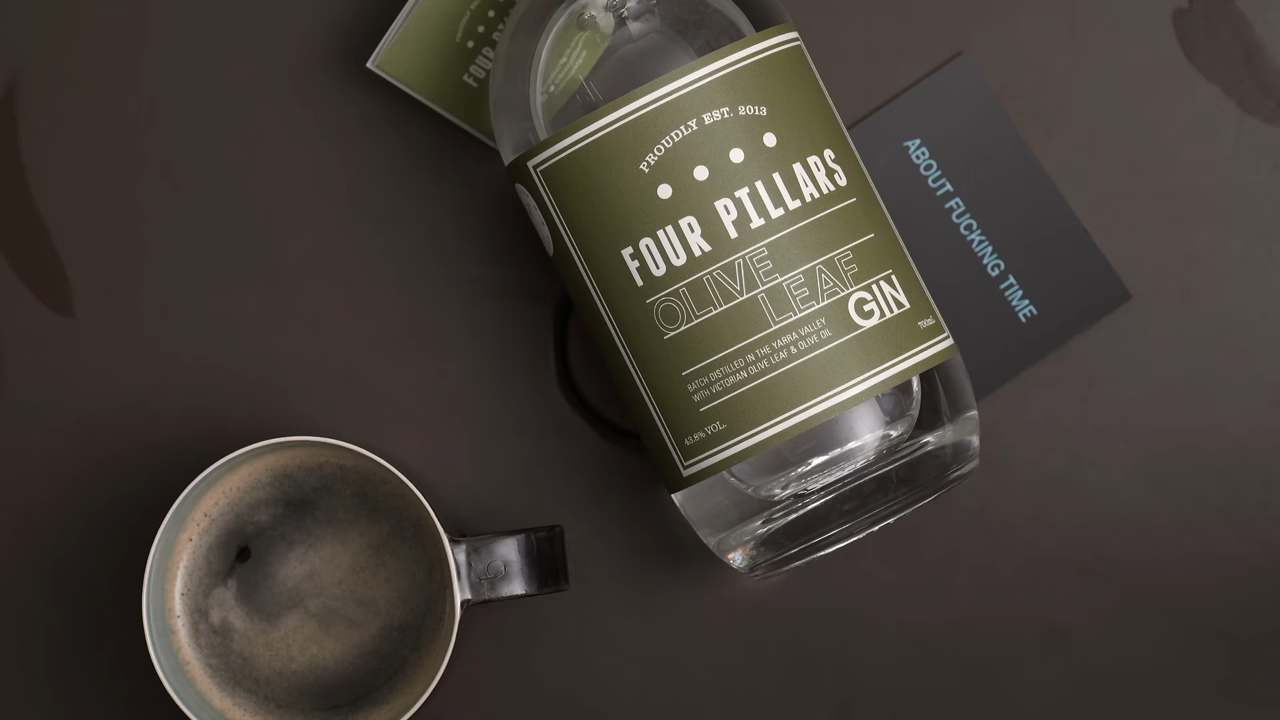 FOUR
PROUDLY EST. 2013
FOUR PILLARS
OLIVE
LEAF
GIN
BATCH DISTILLED IN THE YARRA VALLEY
WITH VICTORIAN OLIVE LEAF & OLIVE OIL
700ml
43.8% VOL.
ABOUT FUCKING TIME